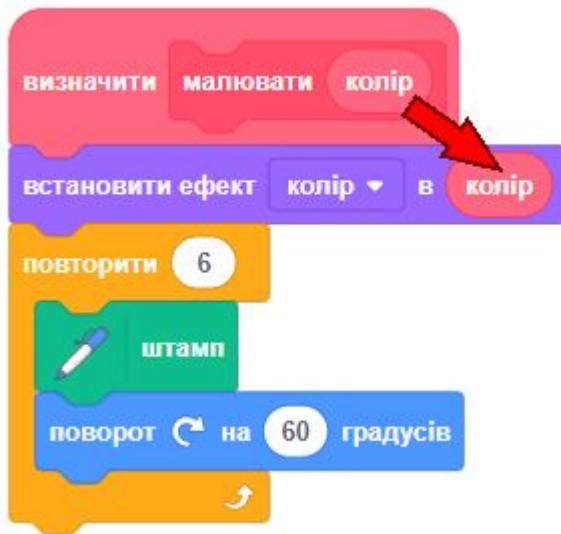 визначити малювати колір
встановити ефект колір в колір
повторити 6
штамп
поворот на 60 градусів